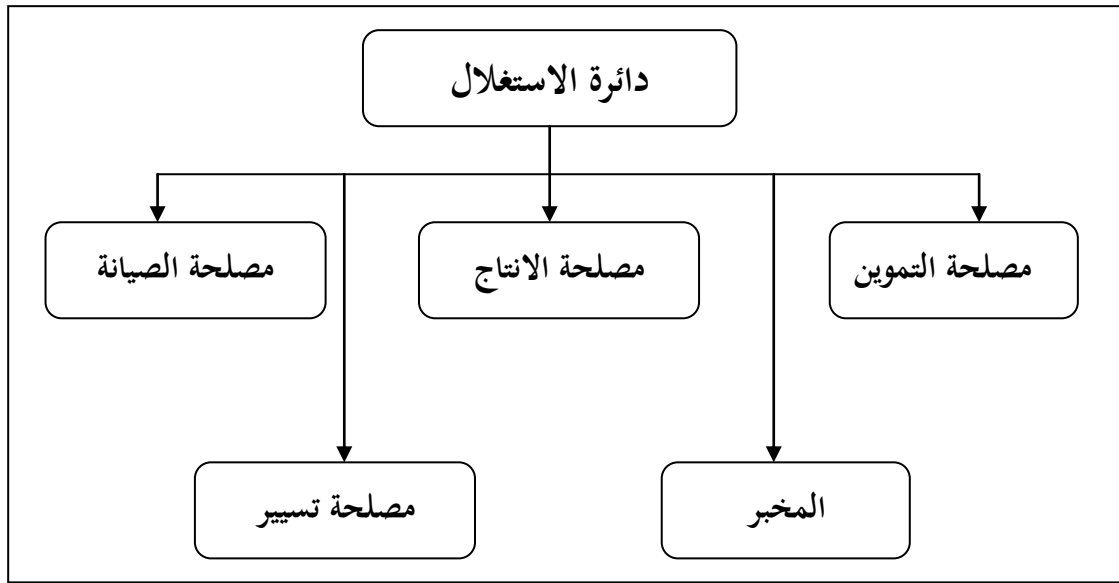 دائرة الاستغلال
مصلحة التموين
مصلحة الانتاج
مصلحة الصيانة
المخبر
مصلحة تسيير